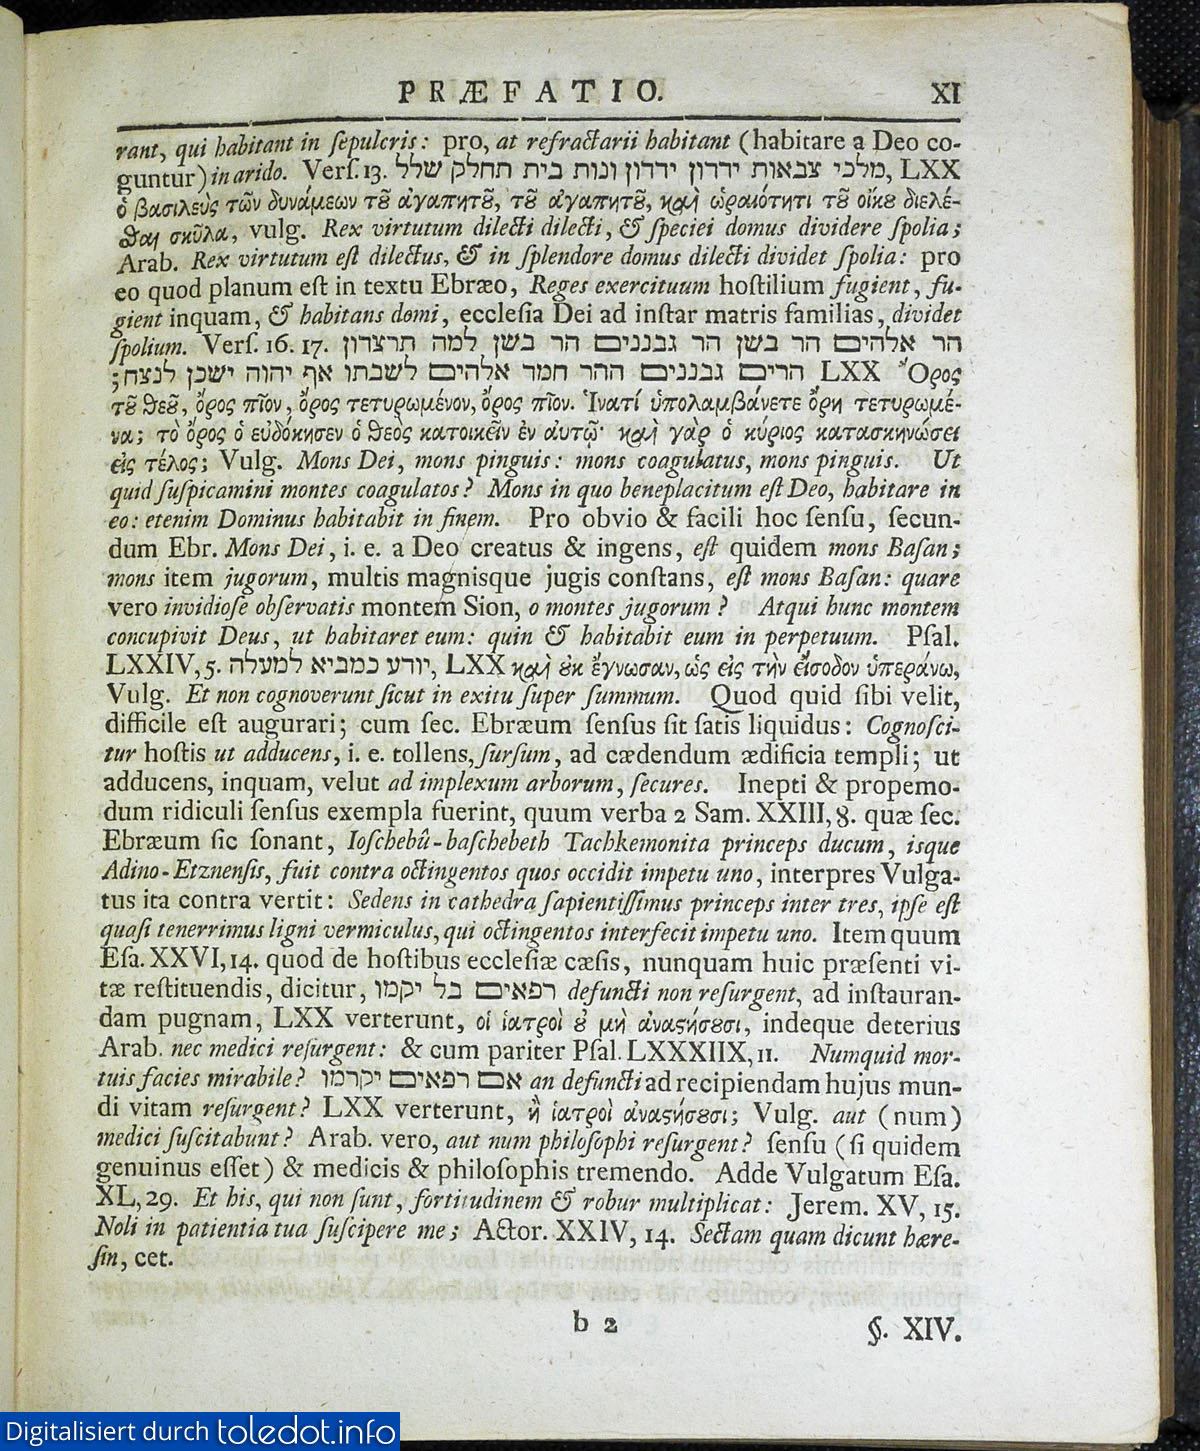 PRÆFATIO. XI
rant, qui habitant in ſepulcris: pro, at refractarii habitant (habitare a Deo co-
guntur) in arido. Verſ. 13. מלכי צבאות ידדון ידדון ונות בית תחלק שלל, LXX
ὁ βασιλεὺς τῶν δυνάμεων τȣ͂ ἀγαπητȣ͂, τȣ͂ ἀγαπητȣ͂, καὶ ὡραιότητι τȣ͂ οἴκȣ διελέ-
ϑαι σκῦλα, vulg. Rex virtutum dilecti dilecti, & ſpeciei domus dividere ſpolia;
Arab. Rex virtutum eſt dilectus, & in ſplendore domus dilecti dividet ſpolia: pro
eo quod planum eſt in textu Ebræo, Reges exercituum hoſtilium fugient, fu-
gient inquam, & habitans domi, eccleſia Dei ad inſtar matris familias, dividet
ſpolium. Verſ. 16. 17. הר אלהים הר בשן הר גבננים הר בשן למה תרצדון
הרים גבננים ההר חמד אלהים לשבתו אף יהוה ישכן לנצח; LXX Ὄρος
τȣ͂ ϑεȣ͂, ὄρος πῖον, ὄρος τετυρωμένον, ὄρος πῖον. Ἱνατί ὑπολαμβάνετε ὄρη τετυρωμέ-
να; τὸ ὄρος ὁ εὐδόκησεν ὁ ϑεὸς κατοικεῖν ἐν αὐτῷ· καὶ γὰρ ὁ κύριος κατασκηνώσει
εἰς τέλος; Vulg. Mons Dei, mons pinguis: mons coagulatus, mons pinguis. Ut
quid ſuſpicamini montes coagulatos? Mons in quo beneplacitum eſt Deo, habitare in
eo: etenim Dominus habitabit in finem. Pro obvio & facili hoc ſenſu, ſecun-
dum Ebr. Mons Dei, i. e. a Deo creatus & ingens, eſt quidem mons Baſan;
mons item jugorum, multis magnisque jugis conſtans, eſt mons Baſan: quare
vero invidioſe obſervatis montem Sion, o montes jugorum? Atqui hunc montem
concupivit Deus, ut habitaret eum: quin & habitabit eum in perpetuum. Pſal.
LXXIV, 5. יודע כמביא למעלה, LXX καὶ ȣκ ἔγνωσαν, ὡς εἰς τὴν εἴσοδον ὑπεράνω,
Vulg. Et non cognoverunt ſicut in exitu ſuper ſummum. Quod quid ſibi velit,
difficile eſt augurari; cum ſec. Ebræum ſenſus ſit ſatis liquidus: Cognoſci-
tur hoſtis ut adducens, i. e. tollens, ſurſum, ad cædendum ædificia templi; ut
adducens, inquam, velut ad implexum arborum, ſecures. Inepti & propemo-
dum ridiculi ſenſus exempla fuerint, quum verba 2 Sam. XXIII, 8. quæ ſec.
Ebræum ſic ſonant, Ioſchebû-baſchebeth Tachkemonita princeps ducum, isque
Adino-Etznenſis, fuit contra octingentos quos occidit impetu uno, interpres Vulga-
tus ita contra vertit: Sedens in cathedra ſapientiſſimus princeps inter tres, ipſe eſt
quaſi tenerrimus ligni vermiculus, qui octingentos interfecit impetu uno. Item quum
Eſa. XXVI, 14. quod de hoſtibus eccleſiæ cæſis, nunquam huic præſenti vi-
tæ reſtituendis, dicitur, רפאים בל יקמו defuncti non reſurgent, ad inſtauran-
dam pugnam, LXX verterunt, οἱ ἰατροὶ ȣ μὴ ἀναϛήσȣσι, indeque deterius
Arab. nec medici reſurgent: & cum pariter Pſal. LXXXIIX, 11. Numquid mor-
tuis facies mirabile? אם רפאים יקרמו an defuncti ad recipiendam hujus mun-
di vitam reſurgent? LXX verterunt, ἢ ἰατροὶ ἀναϛήσȣσι; Vulg. aut (num)
medici ſuſcitabunt? Arab. vero, aut num philoſophi reſurgent? ſenſu (ſi quidem
genuinus eſſet) & medicis & philoſophis tremendo. Adde Vulgatum Eſa.
XL, 29. Et his, qui non ſunt, fortitudinem & robur multiplicat: Jerem. XV, 15.
Noli in patientia tua ſuſcipere me; Actor. XXIV, 14. Sectam quam dicunt hære-
ſin, cet.
b 2 §. XIV.
Digitalisiert durch toledot.info